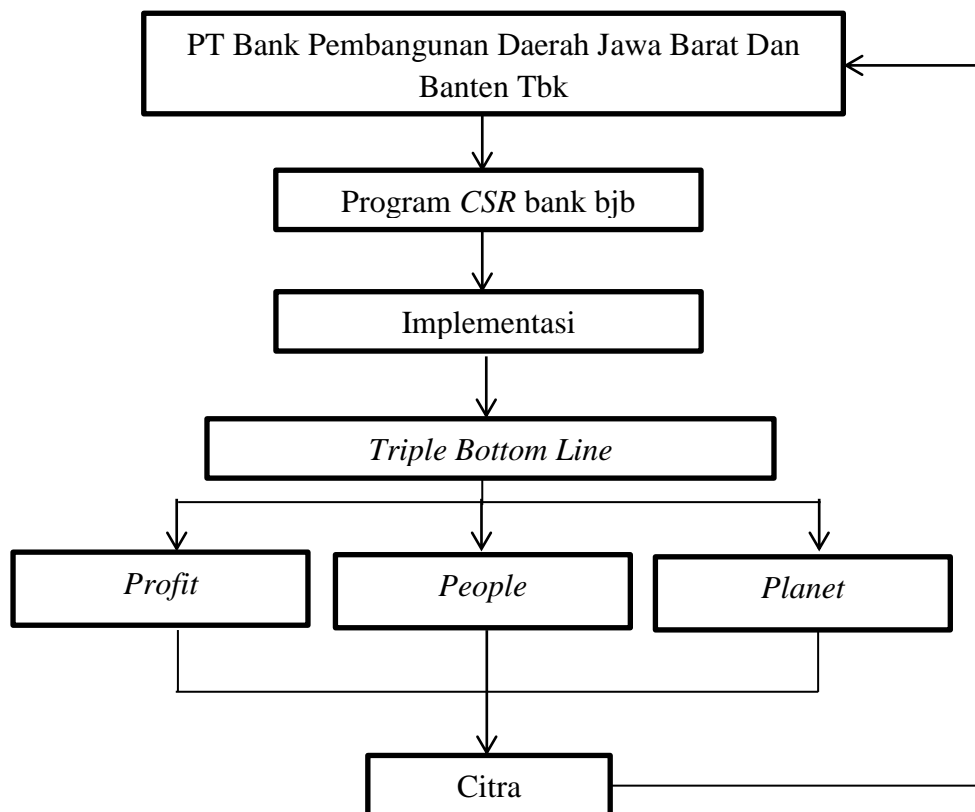 PT Bank Pembangunan Daerah Jawa Barat Dan
Banten Tbk
Program CSR bank bjb
Implementasi
Triple Bottom Line
Profit
People
Planet
Citra